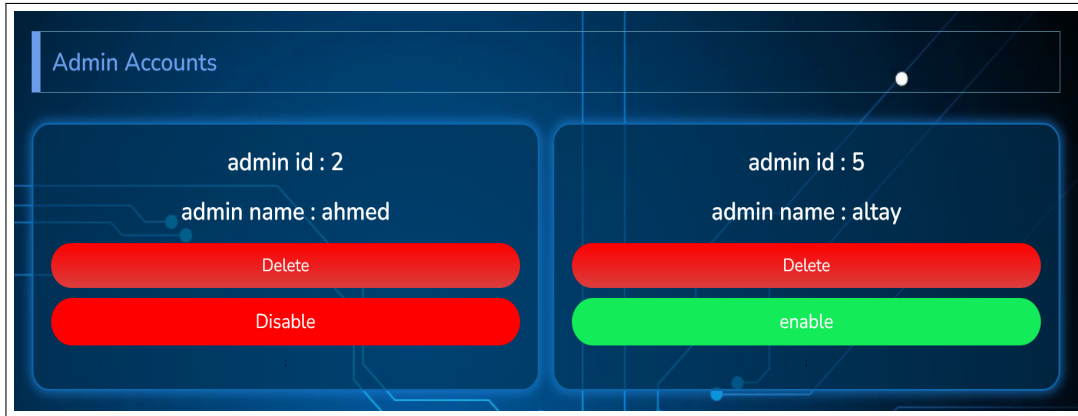 Admin Accounts
admin id : 2
admin name : ahmed
Delete
Disable
:
admin id : 5
admin name : altay
Delete
enable
: